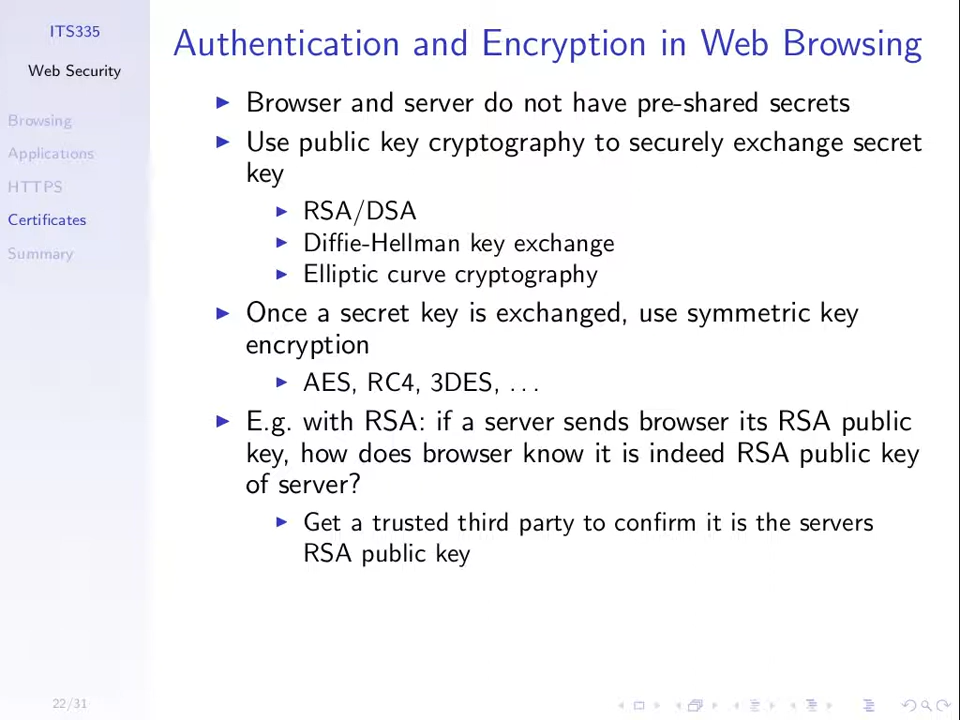 ITS335
Web Security
Browsing
Applications
HTTPS
Certificates
Summary
Authentication and Encryption in Web Browsing
Browser and server do not have pre-shared secrets
Use public key cryptography to securely exchange secret
key
RSA/DSA
Diffie-Hellman key exchange
Elliptic curve cryptography
Once a secret key is exchanged, use symmetric key
encryption
AES, RC4, 3DES, . . .
E.g. with RSA: if a server sends browser its RSA public
key, how does browser know it is indeed RSA public key
of server?
Get a trusted third party to confirm it is the servers
RSA public key
22/31